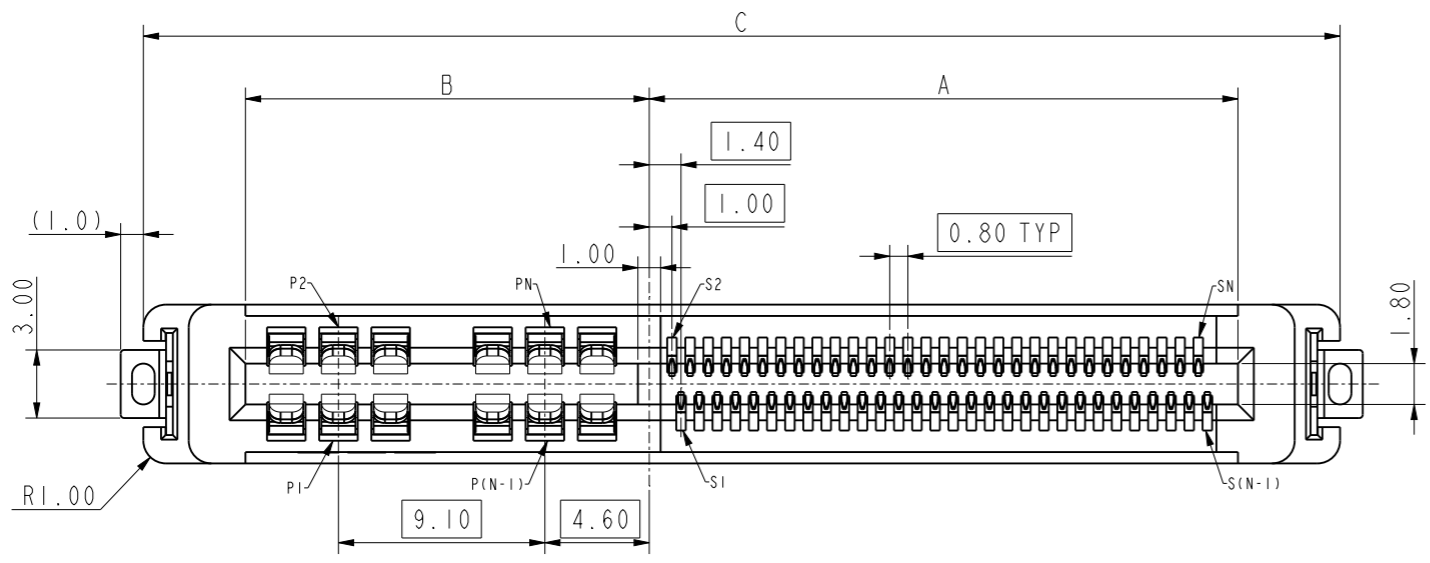 C
B
A
1.40
1.00
(1.0)
0.80 TYP
1.00
P2
PN
S2
SN
3.00
1.80
P1
P(N-1)
S1
S(N-1)
R1.00
9.10
4.60